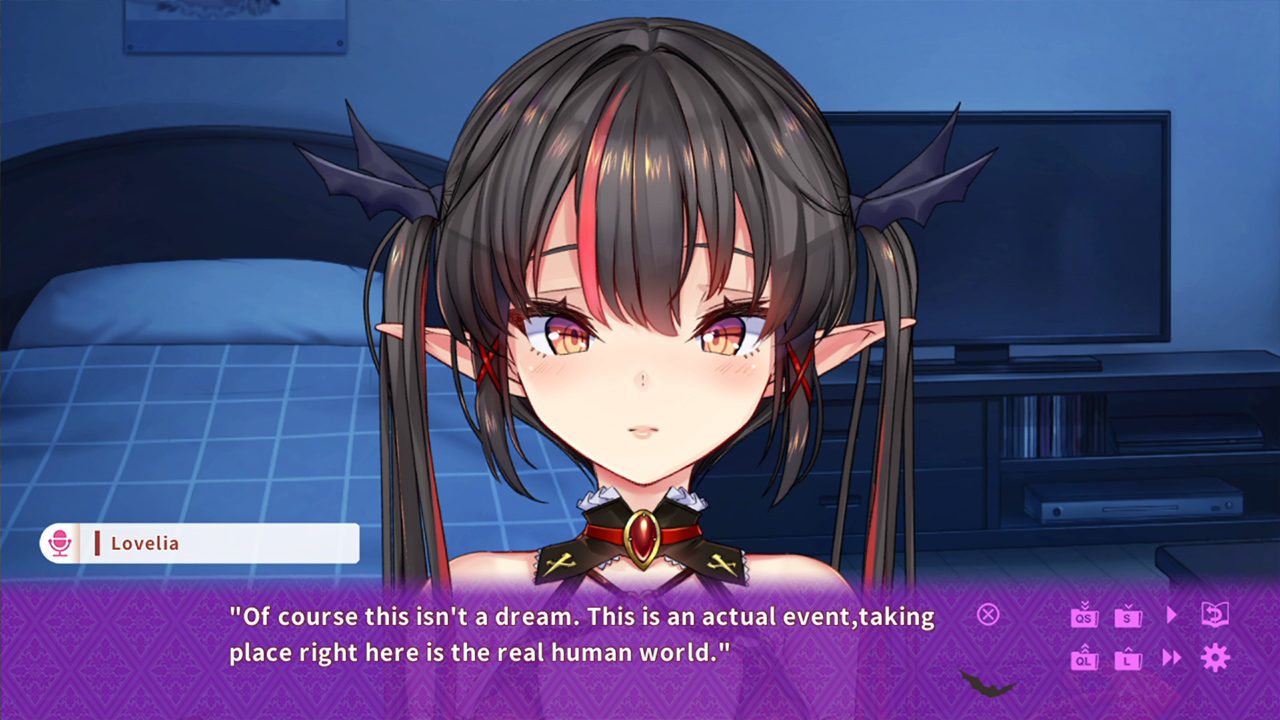 Lovelia
"Of course this isn't a dream. This is an actual event,taking
place right here is the real human world."
QS
S
QL
L